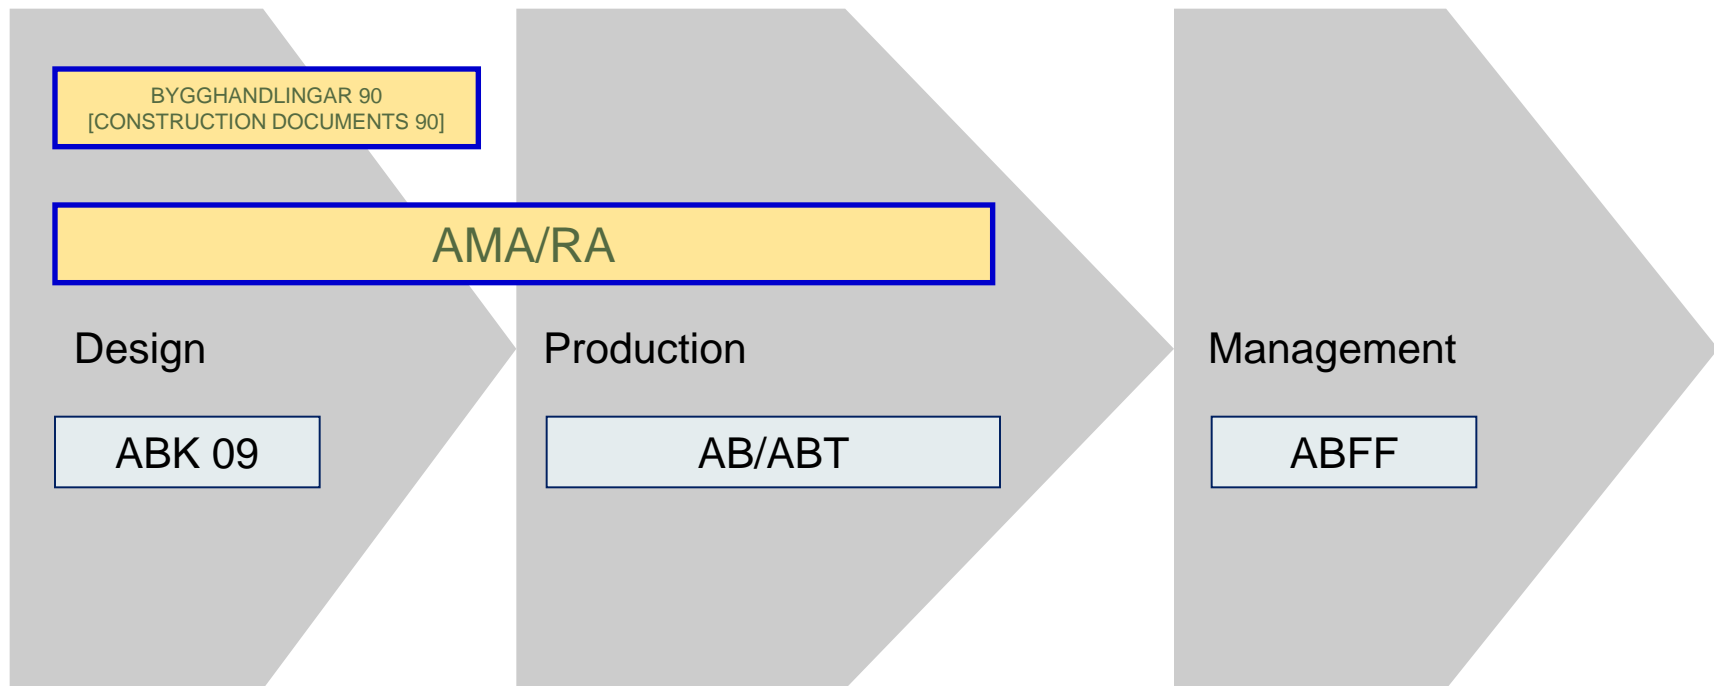 BYGGHANDLINGAR 90
[CONSTRUCTION DOCUMENTS 90]
AMA/RA
Design
Production
Management
ABK 09
AB/ABT
ABFF